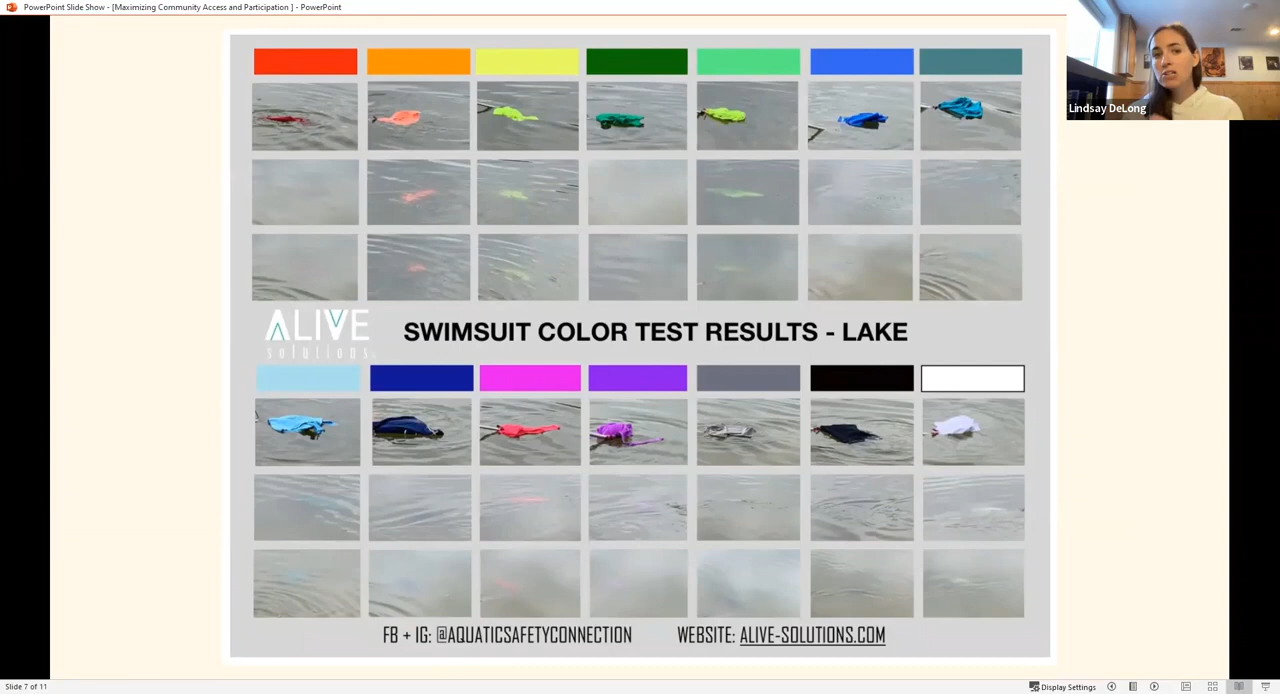 PowerPoint Slide Show - [Maximizing Community Access and Participation ] - PowerPoint
Lindsay DeLong
ALIVE
solutions
SWIMSUIT COLOR TEST RESULTS - LAKE
FB + IG: @AQUATICSAFETYCONNECTION
WEBSITE: ALIVE-SOLUTIONS.COM
Slide 7 of 11
Display Settings